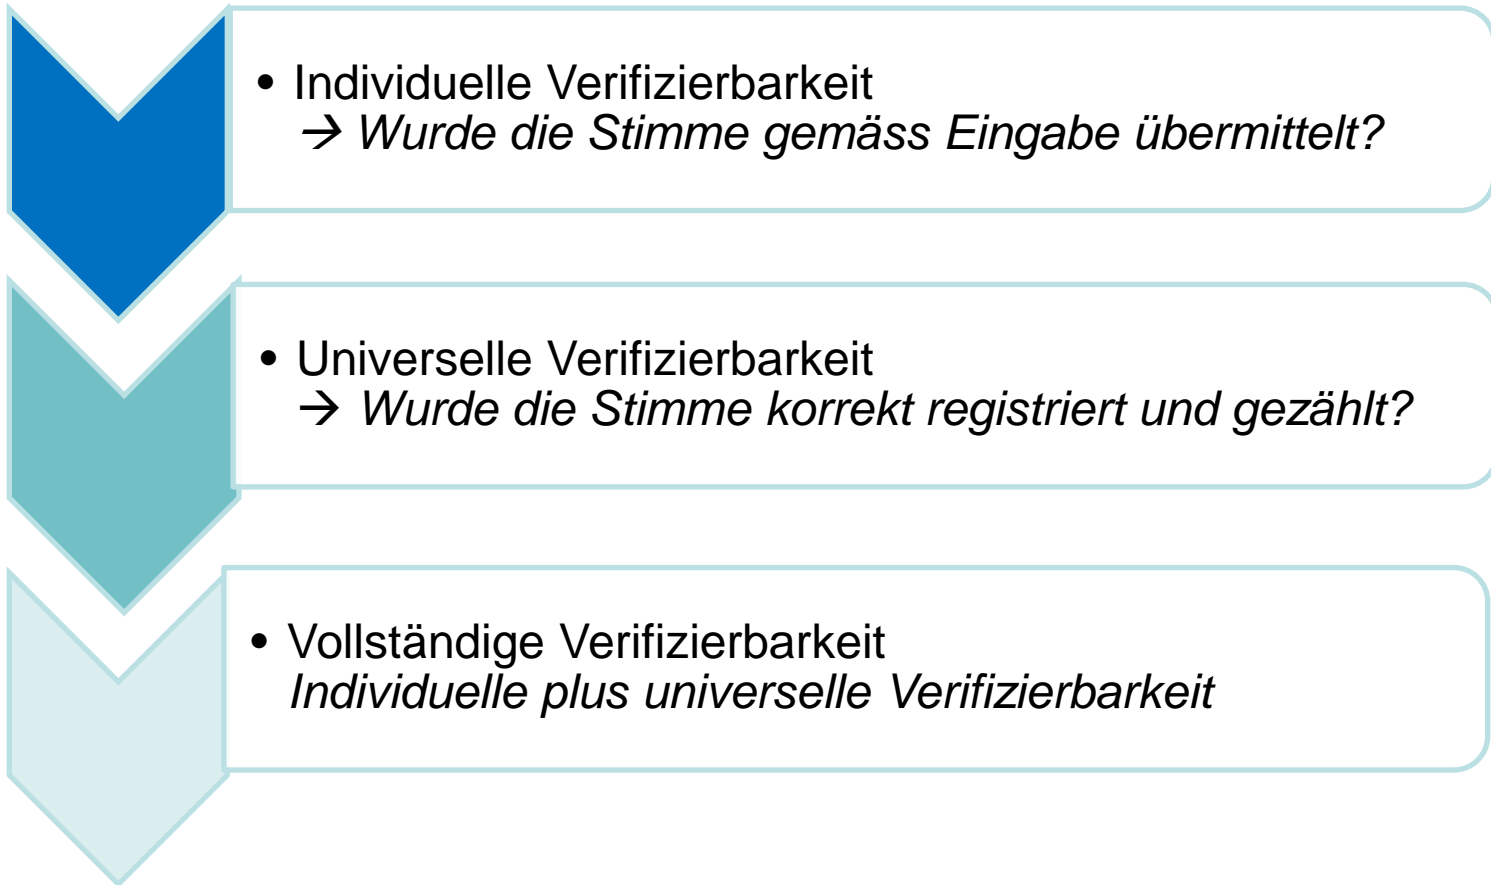 • Individuelle Verifizierbarkeit
→ Wurde die Stimme gemäss Eingabe übermittelt?
• Universelle Verifizierbarkeit
→ Wurde die Stimme korrekt registriert und gezählt?
• Vollständige Verifizierbarkeit
Individuelle plus universelle Verifizierbarkeit